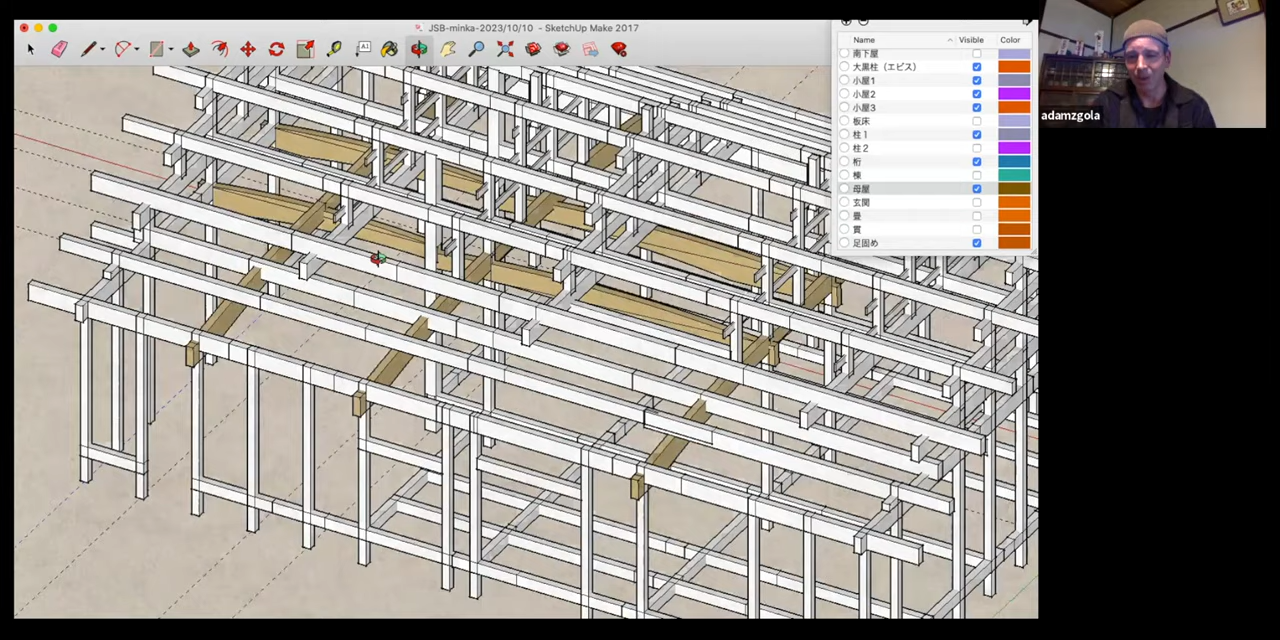 JSB-minka-2023/10/10 - SketchUp Make 2017
A1
Name Visible Color
南下屋
大黒柱（エビス）
小屋1
小屋2
小屋3
板床
柱1
柱2
桁
棟
母屋
玄関
畳
貫
足固め
adamzgola